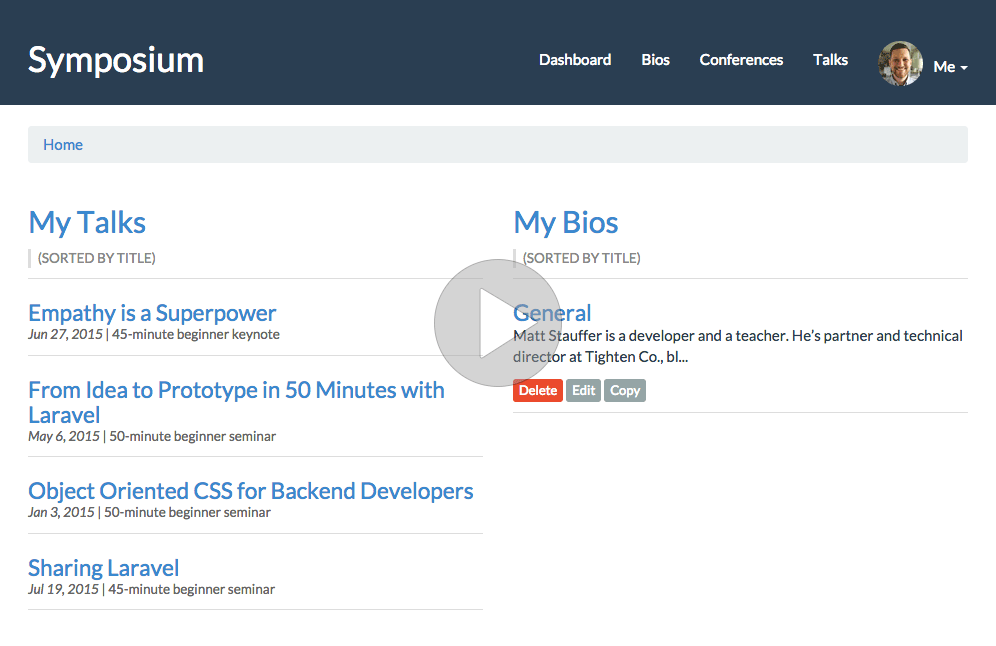 Symposium
Dashboard Bios Conferences Talks Me
Home
My Talks
(SORTED BY TITLE)
Empathy is a Superpower
Jun 27, 2015 | 45-minute beginner keynote
From Idea to Prototype in 50 Minutes with
Laravel
May 6, 2015 | 50-minute beginner seminar
Object Oriented CSS for Backend Developers
Jan 3, 2015 | 50-minute beginner seminar
Sharing Laravel
Jul 19, 2015 | 45-minute beginner seminar
My Bios
(SORTED BY TITLE)
General
Matt Stauffer is a developer and a teacher. He's partner and technical
director at Tighten Co., bl...
Delete Edit Copy